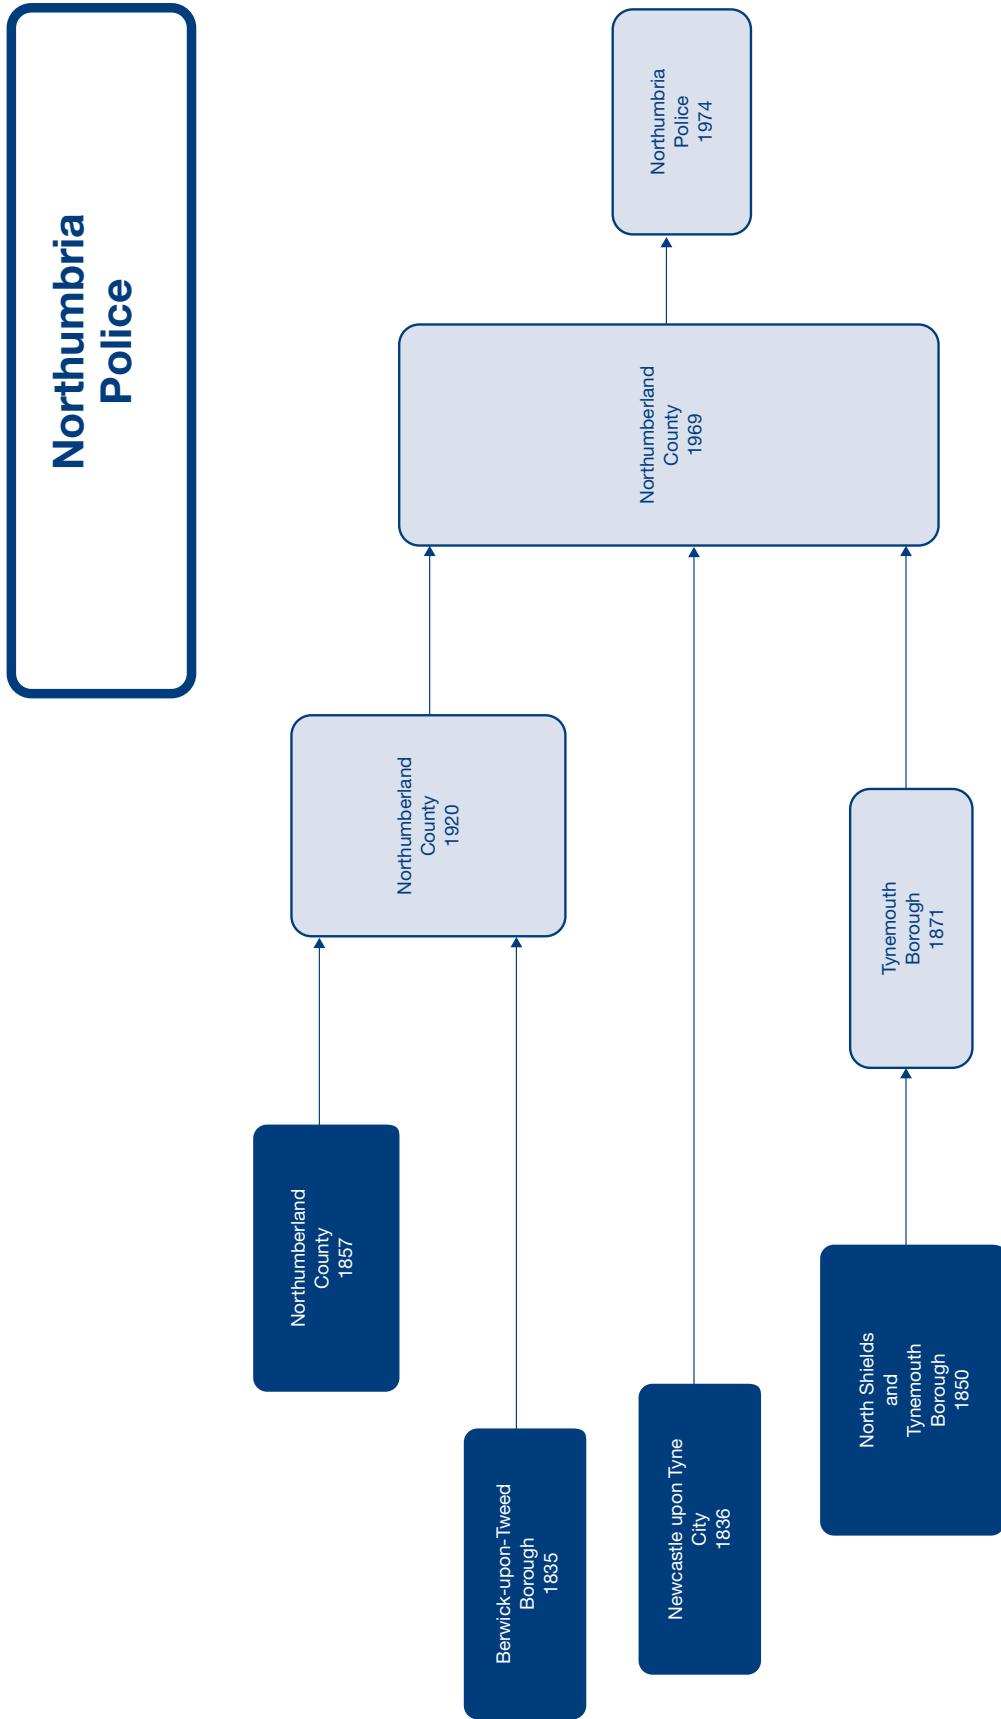 Northumbria
Police
Northumberland
County
1857
Berwick-upon-Tweed
Borough
1835
Newcastle upon Tyne
City
1836
North Shields
and
Tynemouth
Borough
1850
Northumberland
County
1920
Tynemouth
Borough
1871
Northumberland
County
1969
Northumbria
Police
1974